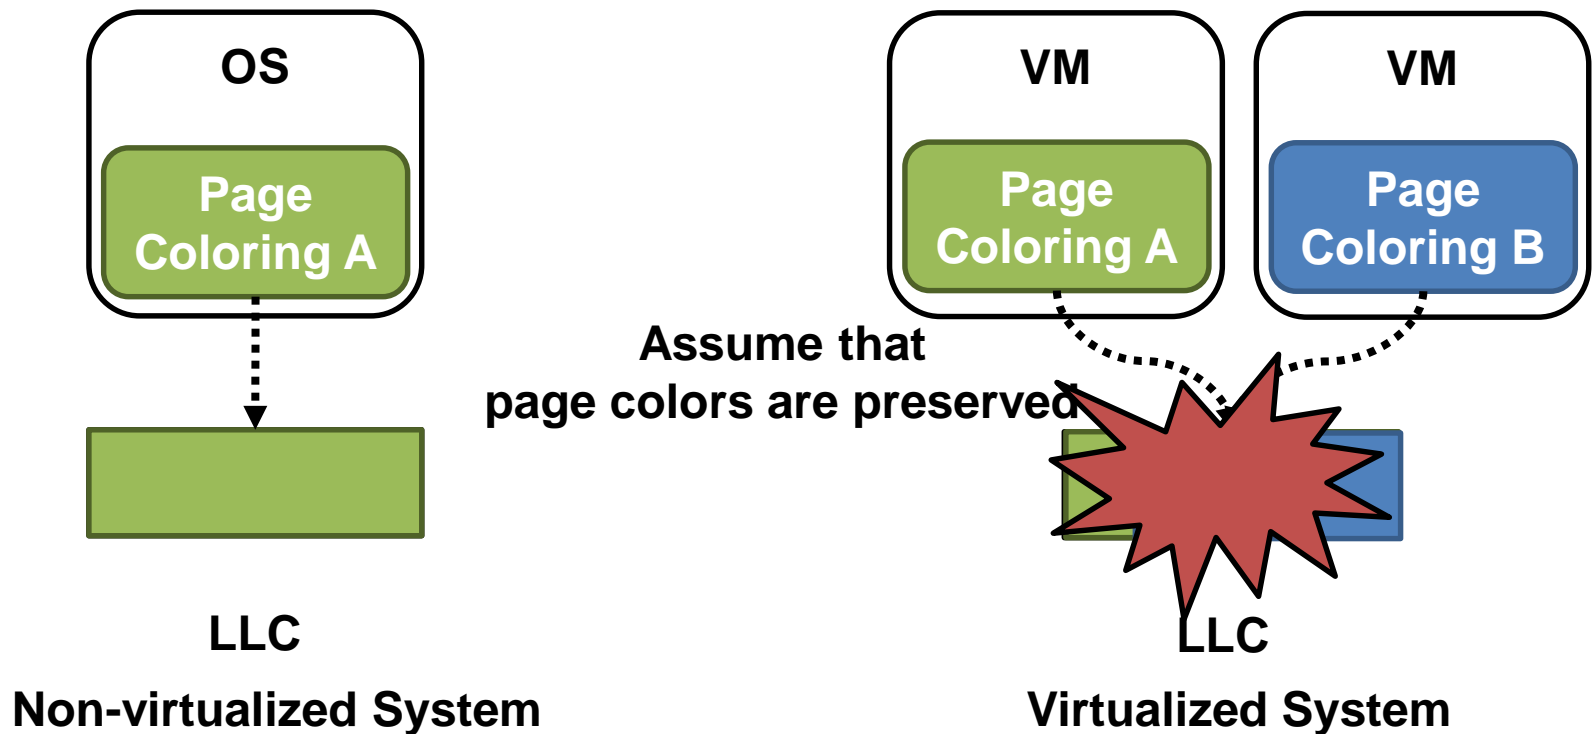 OS
Page
Coloring A
LLC
Non-virtualized System
Assume that
page colors are preserved
VM
Page
Coloring A
VM
Page
Coloring B
LLC
Virtualized System